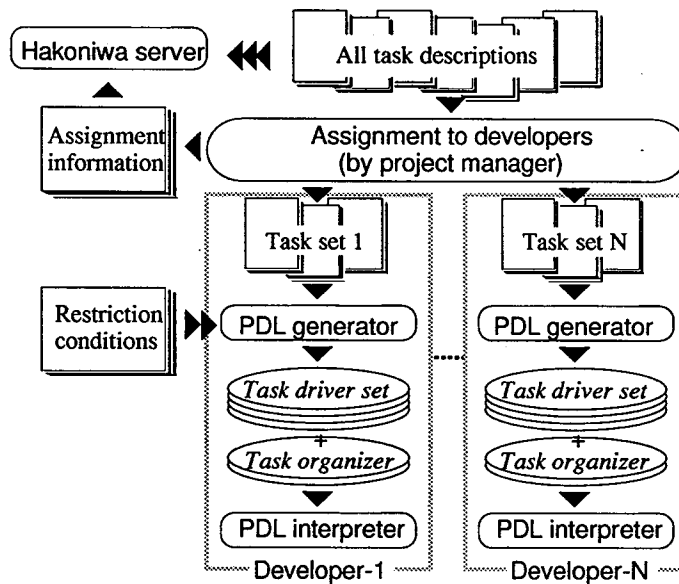 Hakoniwa server
All task descriptions
Assignment
information
Assignment to developers
(by project manager)
Task set 1
Task set N
Restriction
conditions
PDL generator
PDL generator
Task driver set
Task driver set
+
+
Task organizer
Task organizer
PDL interpreter
PDL interpreter
Developer-1
Developer-N